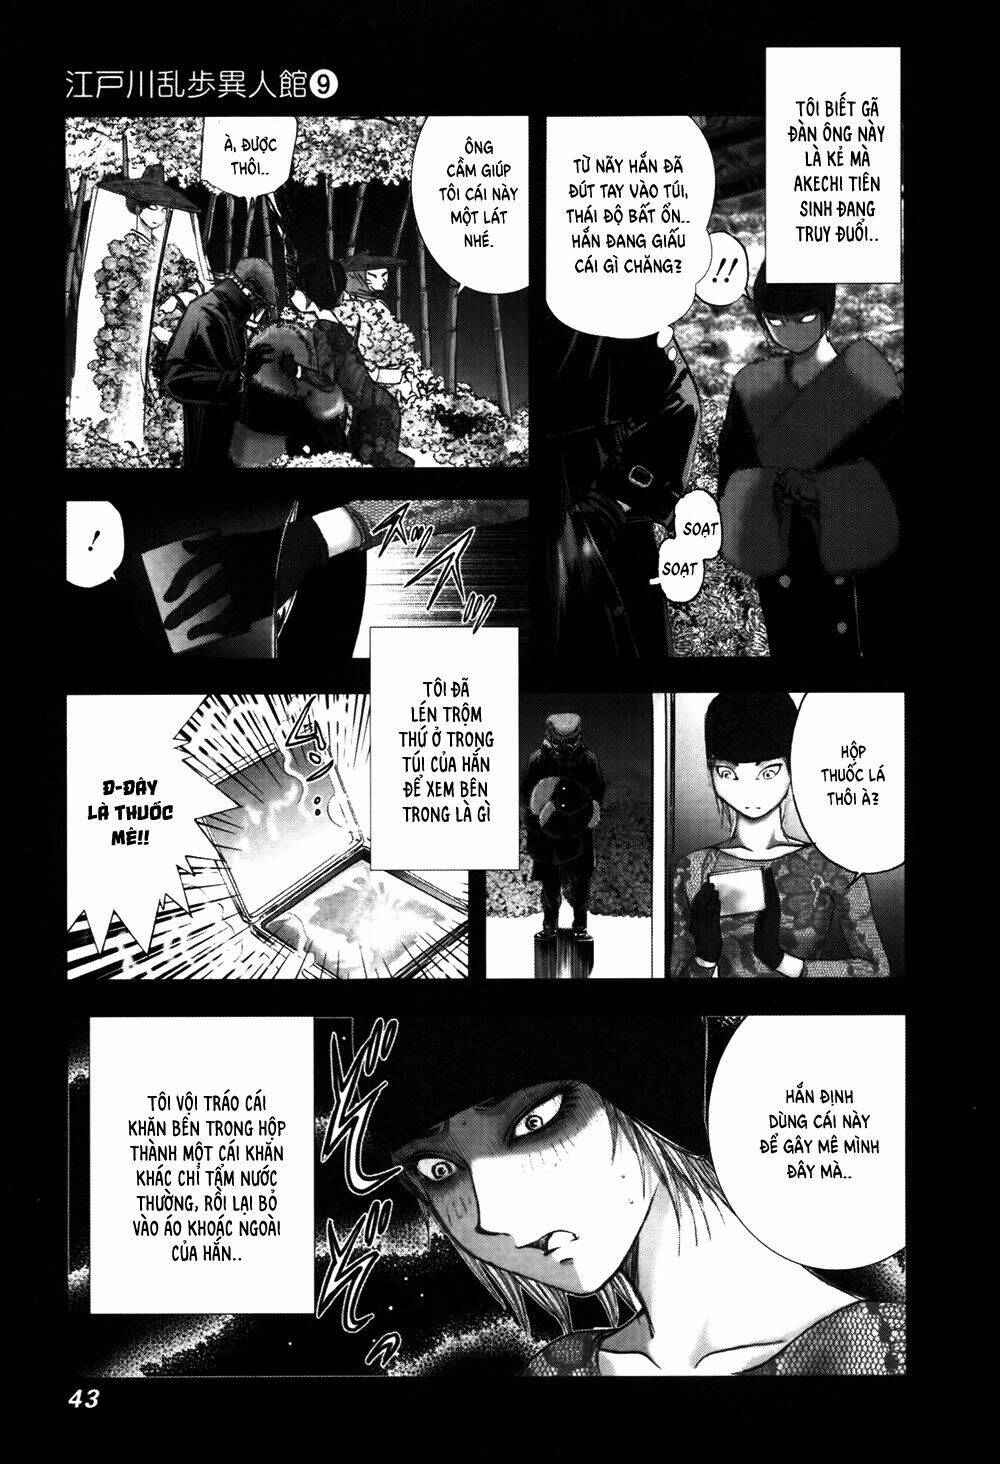 江戸川乱歩異人館❾
TÔI BIẾT GÃ
ĐÀN ÔNG NÀY
LÀ KẺ MÀ
AKECHI TIÊN
SINH ĐANG
TRUY ĐUỔI..
TỪ NÃY HẮN ĐÃ
ĐÚT TAY VÀO TÚI,
THÁI ĐỘ BẤT ỔN..
HẮN ĐANG GIẤU
CÁI GÌ CHĂNG?
!!
SOẠT
SOẠT
ÔNG
CẦM GIÚP
TÔI CÁI NÀY
MỘT LÁT
NHÉ.
À, ĐƯỢC
THÔI..
!
TÔI ĐÃ
LÉN TRỘM
THỨ Ở TRONG
TÚI CỦA HẮN
ĐỂ XEM BÊN
TRONG LÀ GÌ
HỘP
THUỐC LÁ
THÔI À?
Đ-ĐÂY
LÀ THUỐC
MÊ!!
HẮN ĐỊNH
DÙNG CÁI NÀY
ĐỂ GÂY MÊ MÌNH
ĐÂY MÀ..
TÔI VỘI TRÁO CÁI
KHĂN BÊN TRONG HỘP
THÀNH MỘT CÁI KHĂN
KHÁC CHỈ TẨM NƯỚC
THƯỜNG, RỒI LẠI BỎ
VÀO ÁO KHOÁC NGOÀI
CỦA HẮN..
43